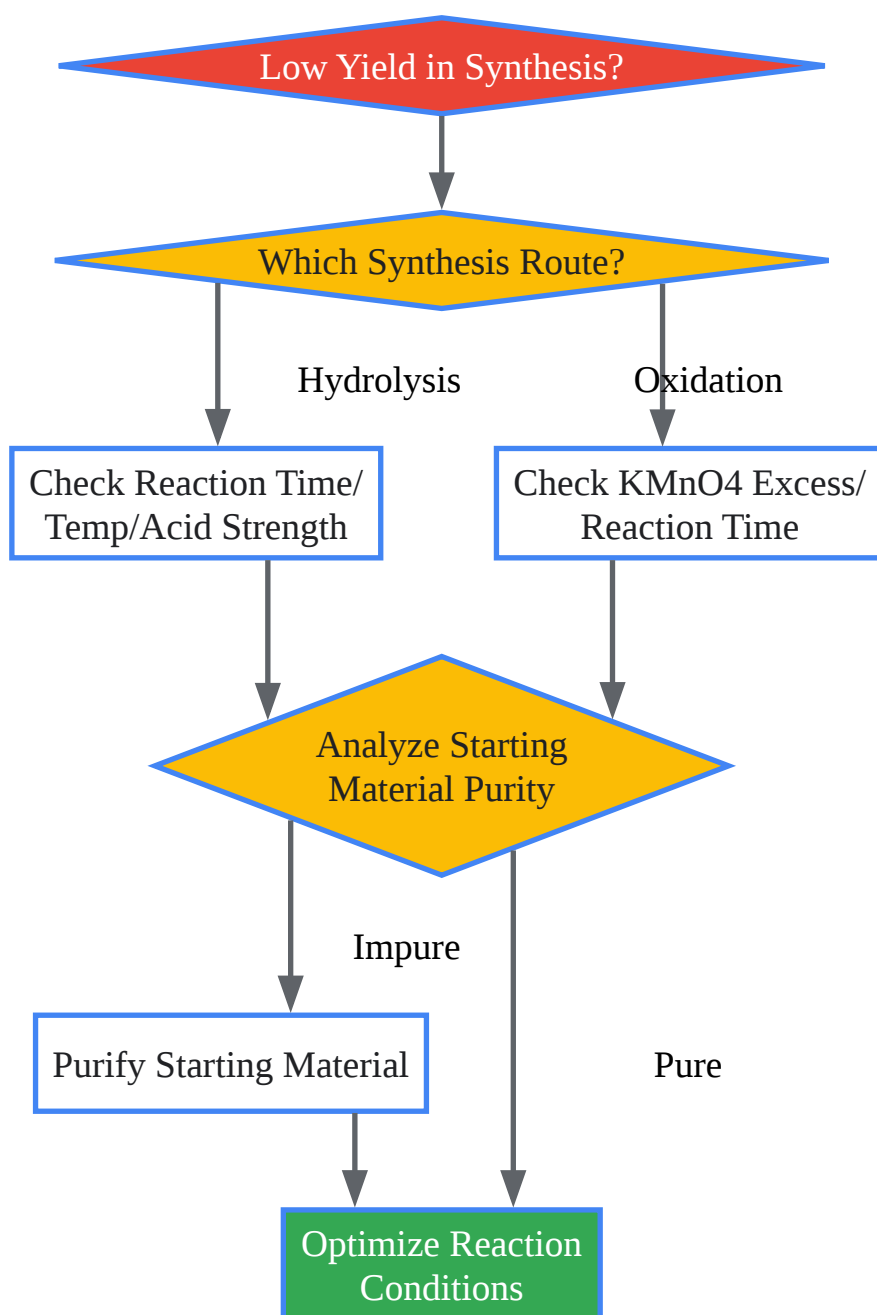 Low Yield in Synthesis?
Which Synthesis Route?
Hydrolysis
Oxidation
Check Reaction Time/
Temp/Acid Strength
Check KMnO4 Excess/
Reaction Time
Analyze Starting
Material Purity
Impure
Purify Starting Material
Pure
Optimize Reaction
Conditions